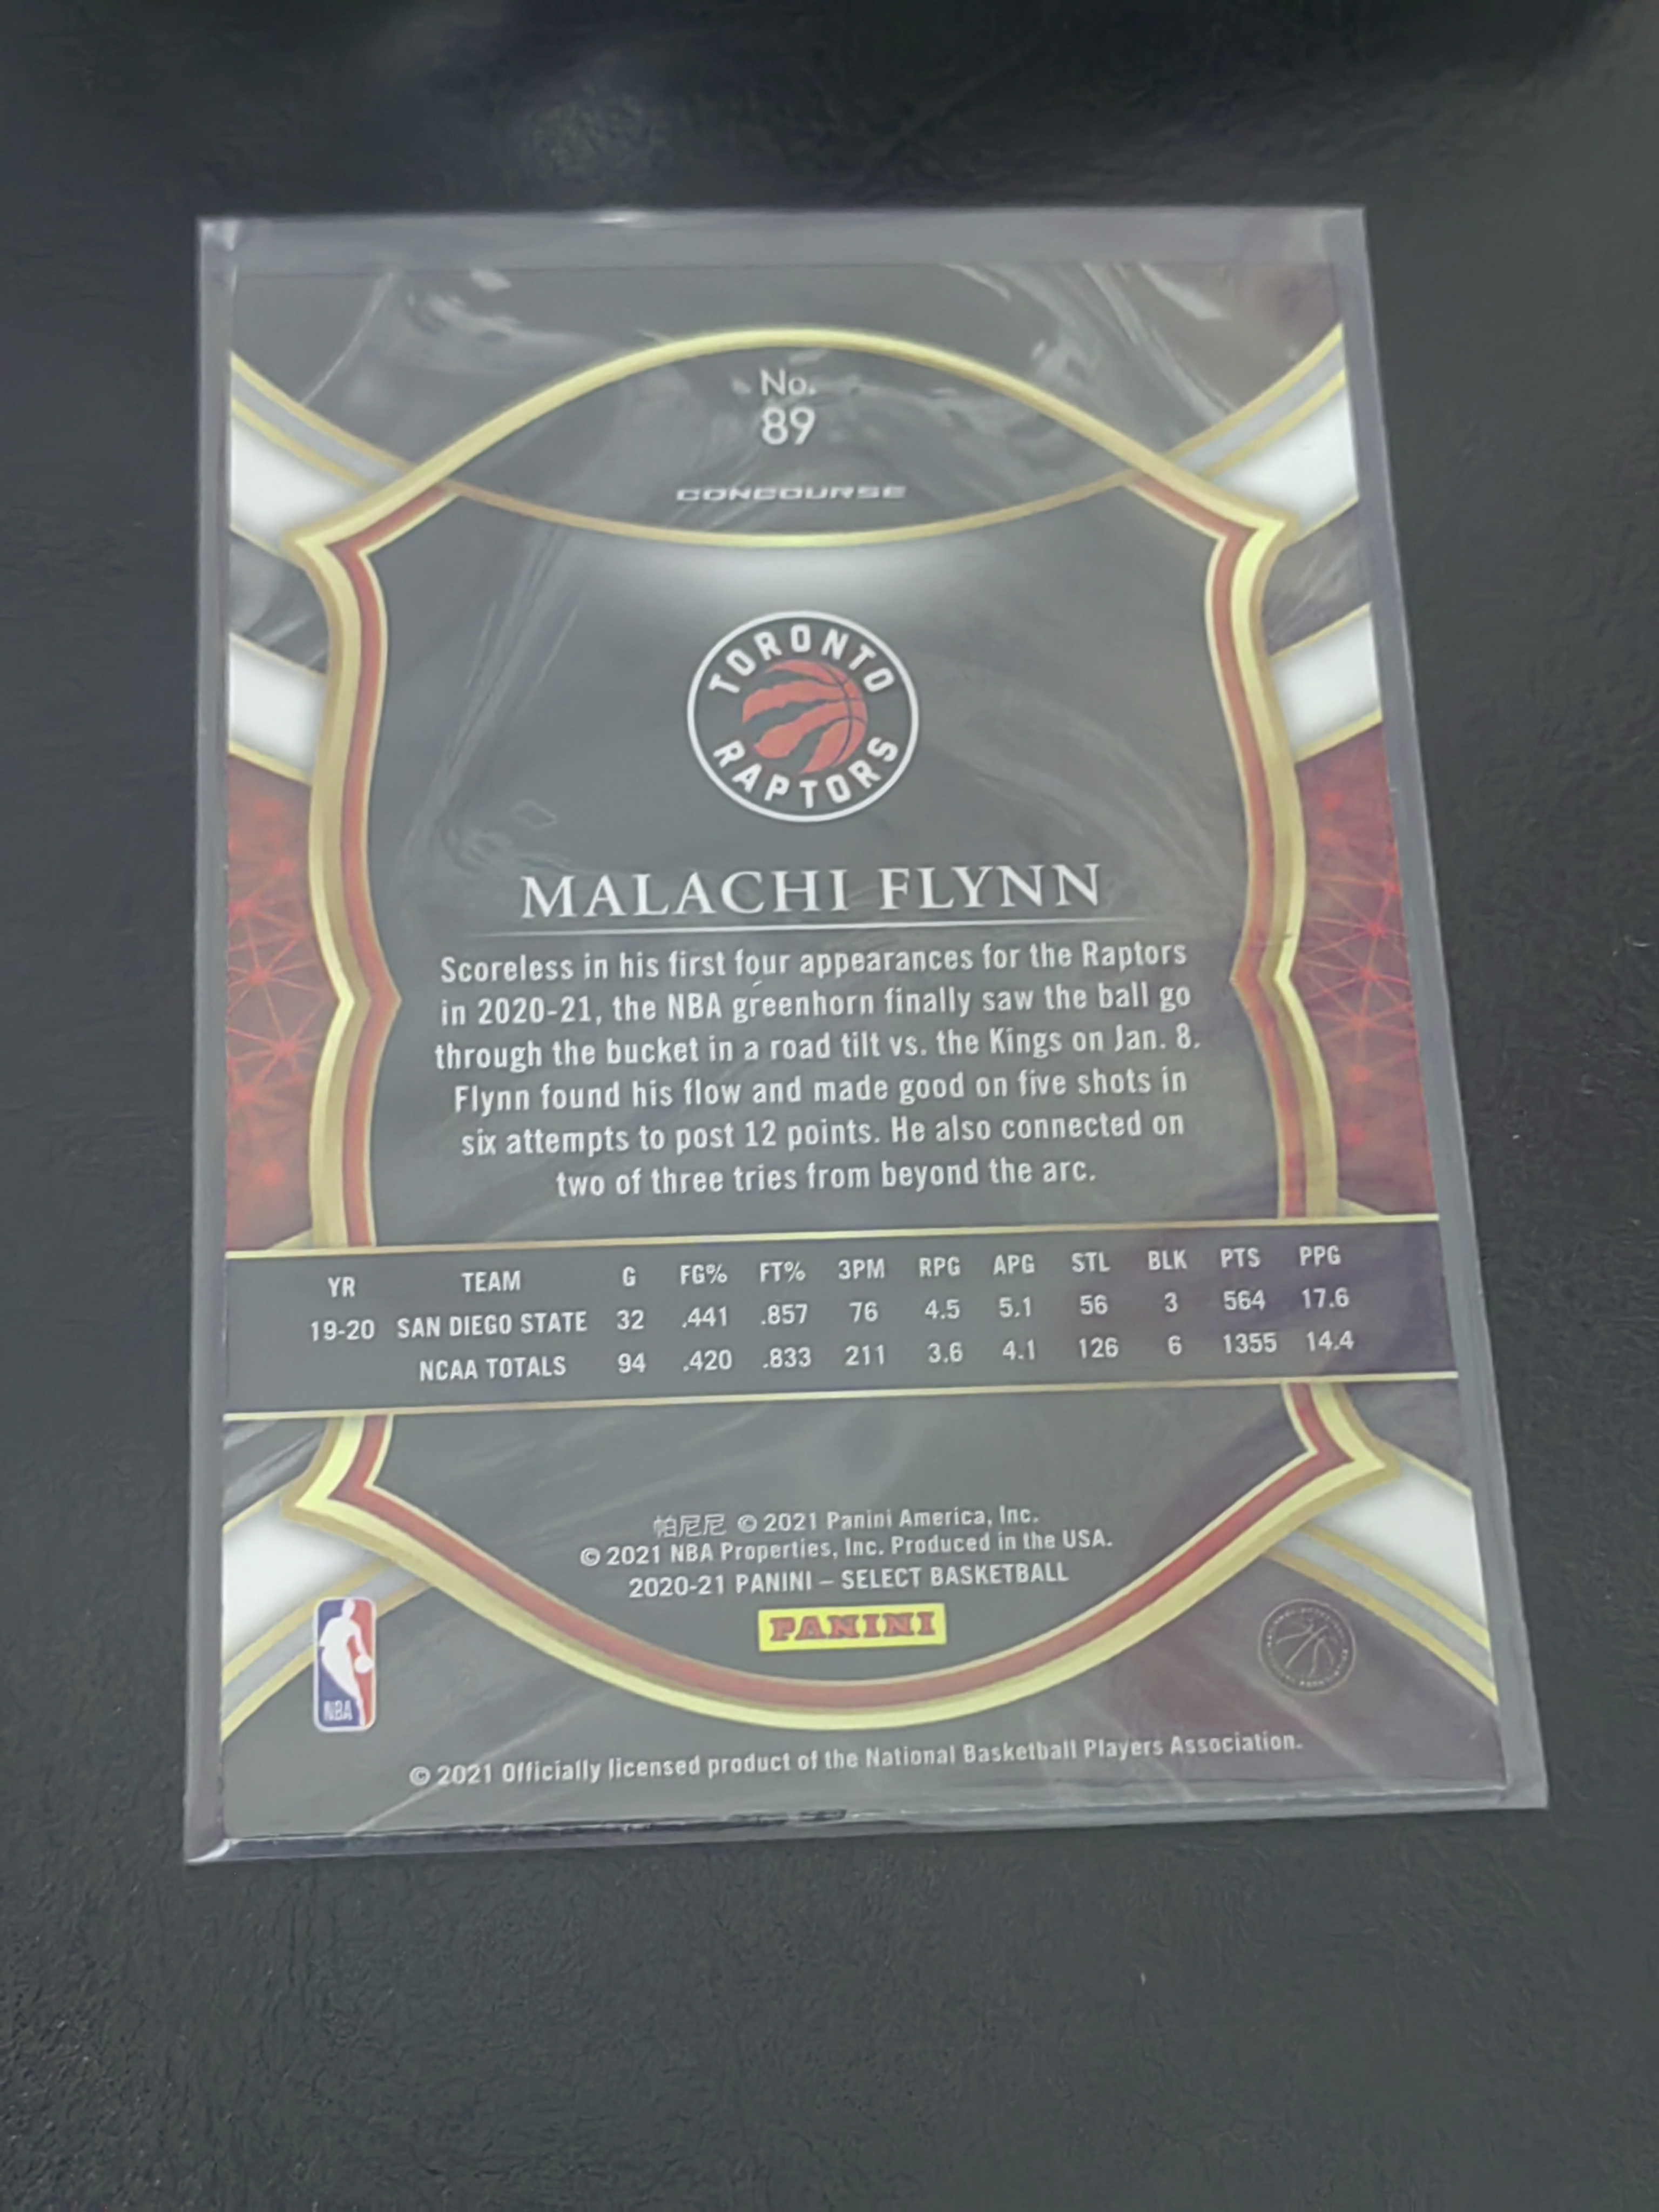 No.
89
CONCOURSE
TORONTO
RAPTORS
MALACHI FLYNN
Scoreless in his first four appearances for the Raptors
in 2020-21, the NBA greenhorn finally saw the ball go
through the bucket in a road tilt vs. the Kings on Jan. 8.
Flynn found his flow and made good on five shots in
six attempts to post 12 points. He also connected on
two of three tries from beyond the arc.
YR TEAM G FG% FT% 3PM RPG APG STL BLK PTS PPG
19-20 SAN DIEGO STATE 32 .441 .857 76 4.5 5.1 56 3 564 17.6
NCAA TOTALS 94 .420 .833 211 3.6 4.1 126 6 1355 14.4
帕尼尼 © 2021 Panini America, Inc.
© 2021 NBA Properties, Inc. Produced in the USA.
2020-21 PANINI – SELECT BASKETBALL
PANINI
NBA
© 2021 Officially licensed product of the National Basketball Players Association.